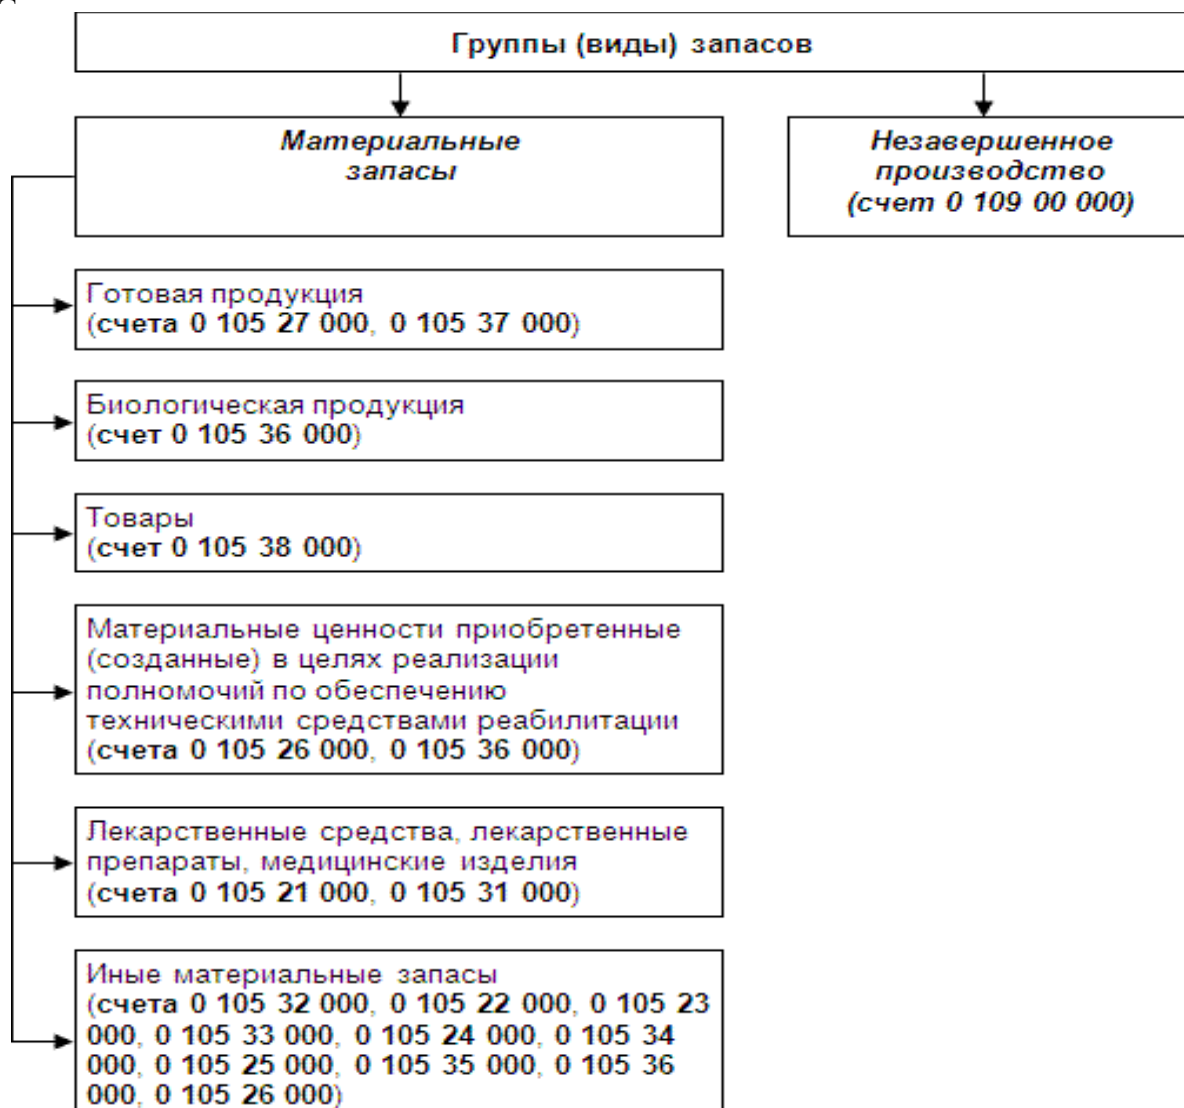 Группы (виды) запасов
Материальные
запасы
Незавершенное
производство
(счет 0 109 00 000)
Готовая продукция
(счета 0 105 27 000, 0 105 37 000)
Биологическая продукция
(счет 0 105 36 000)
Товары
(счет 0 105 38 000)
Материальные ценности приобретенные
(созданные) в целях реализации
полномочий по обеспечению
техническими средствами реабилитации
(счета 0 105 26 000, 0 105 36 000)
Лекарственные средства, лекарственные
препараты, медицинские изделия
(счета 0 105 21 000, 0 105 31 000)
Иные материальные запасы
(счета 0 105 32 000, 0 105 22 000, 0 105 23
000, 0 105 33 000, 0 105 24 000, 0 105 34
000, 0 105 25 000, 0 105 35 000, 0 105 36
000, 0 105 26 000)